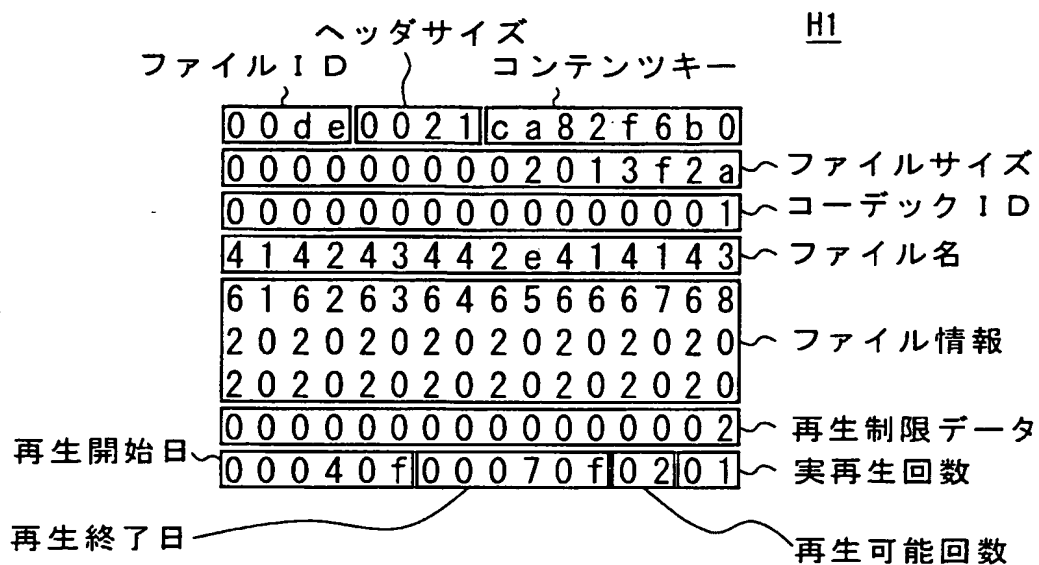 H1
ヘッダサイズ
ファイルID コンテンツキー
00de 0021 ca82f6b0
0000000002013f2a ファイルサイズ
0000000000000001 コーデックID
414243442e414143 ファイル名
6162636465666768
2020202020202020 ファイル情報
2020202020202020
0000000000000002 再生制限データ
再生開始日 00040f 00070f 02 01 実再生回数
再生終了日 再生可能回数